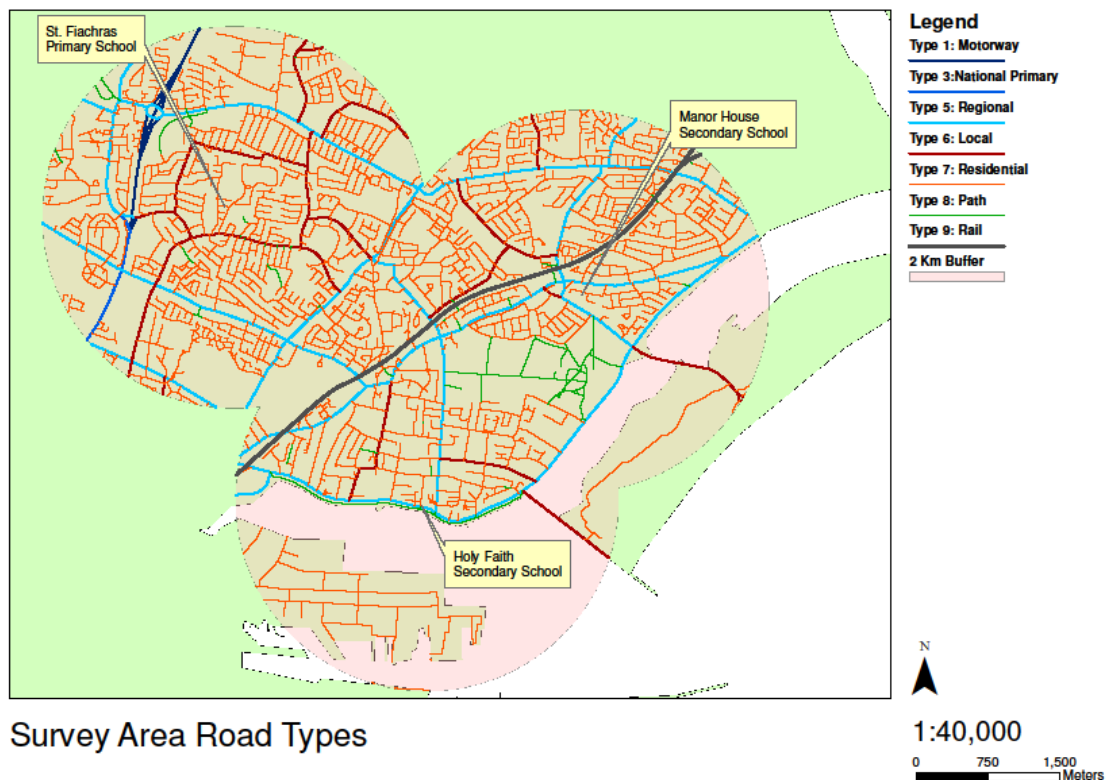 St. Fiachras
Primary School
Manor House
Secondary School
Holy Faith
Secondary School
Legend
Type 1: Motorway
Type 3:National Primary
Type 5: Regional
Type 6: Local
Type 7: Residential
Type 8: Path
Type 9: Rail
2 Km Buffer
N
Survey Area Road Types
1:40,000
0 750 1,500
Meters